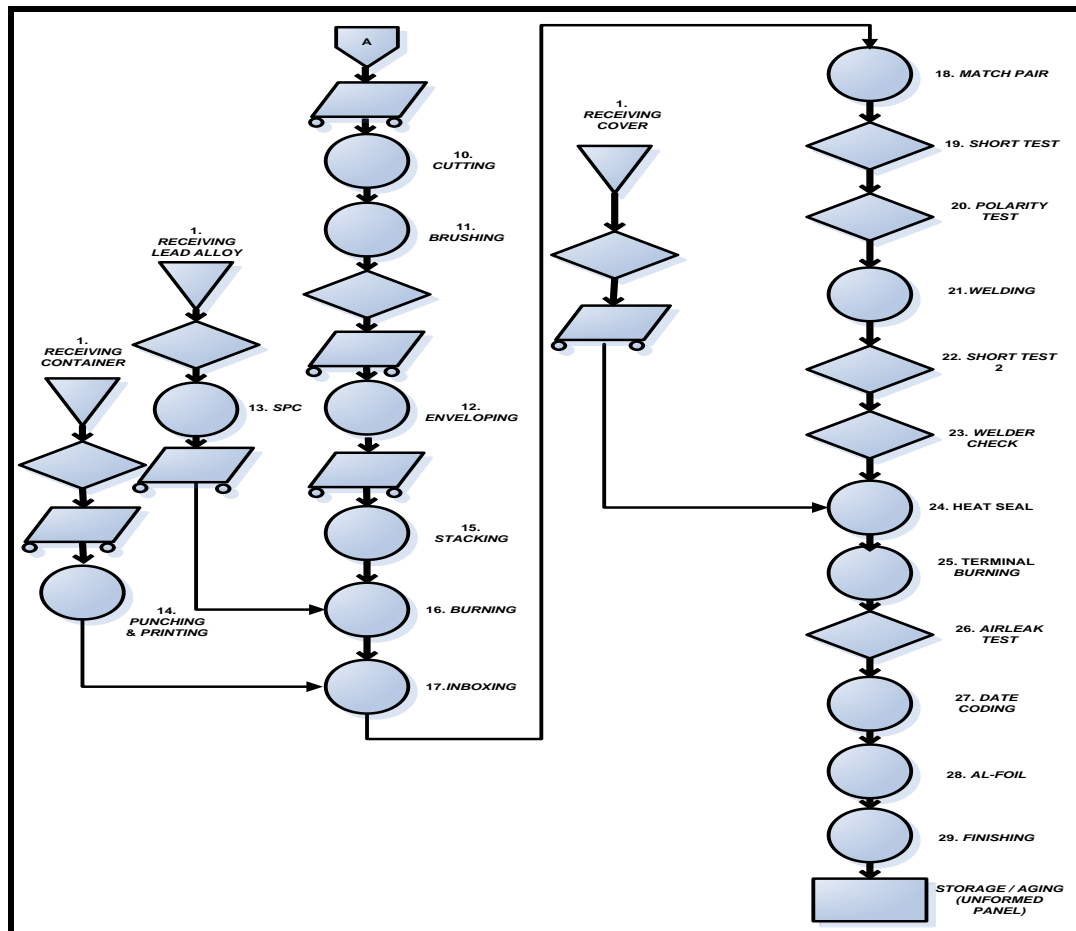 A
10.
CUTTING
11.
BRUSHING
1.
RECEIVING
LEAD ALLOY
1.
RECEIVING
CONTAINER
13. SPC
12.
ENVELOPING
15.
STACKING
14.
PUNCHING
& PRINTING
16. BURNING
17.INBOXING
1.
RECEIVING
COVER
18. MATCH PAIR
19. SHORT TEST
20. POLARITY
TEST
21.WELDING
22. SHORT TEST
2
23. WELDER
CHECK
24. HEAT SEAL
25. TERMINAL
BURNING
26. AIRLEAK
TEST
27. DATE
CODING
28. AL-FOIL
29. FINISHING
STORAGE / AGING
(UNFORMED
PANEL)